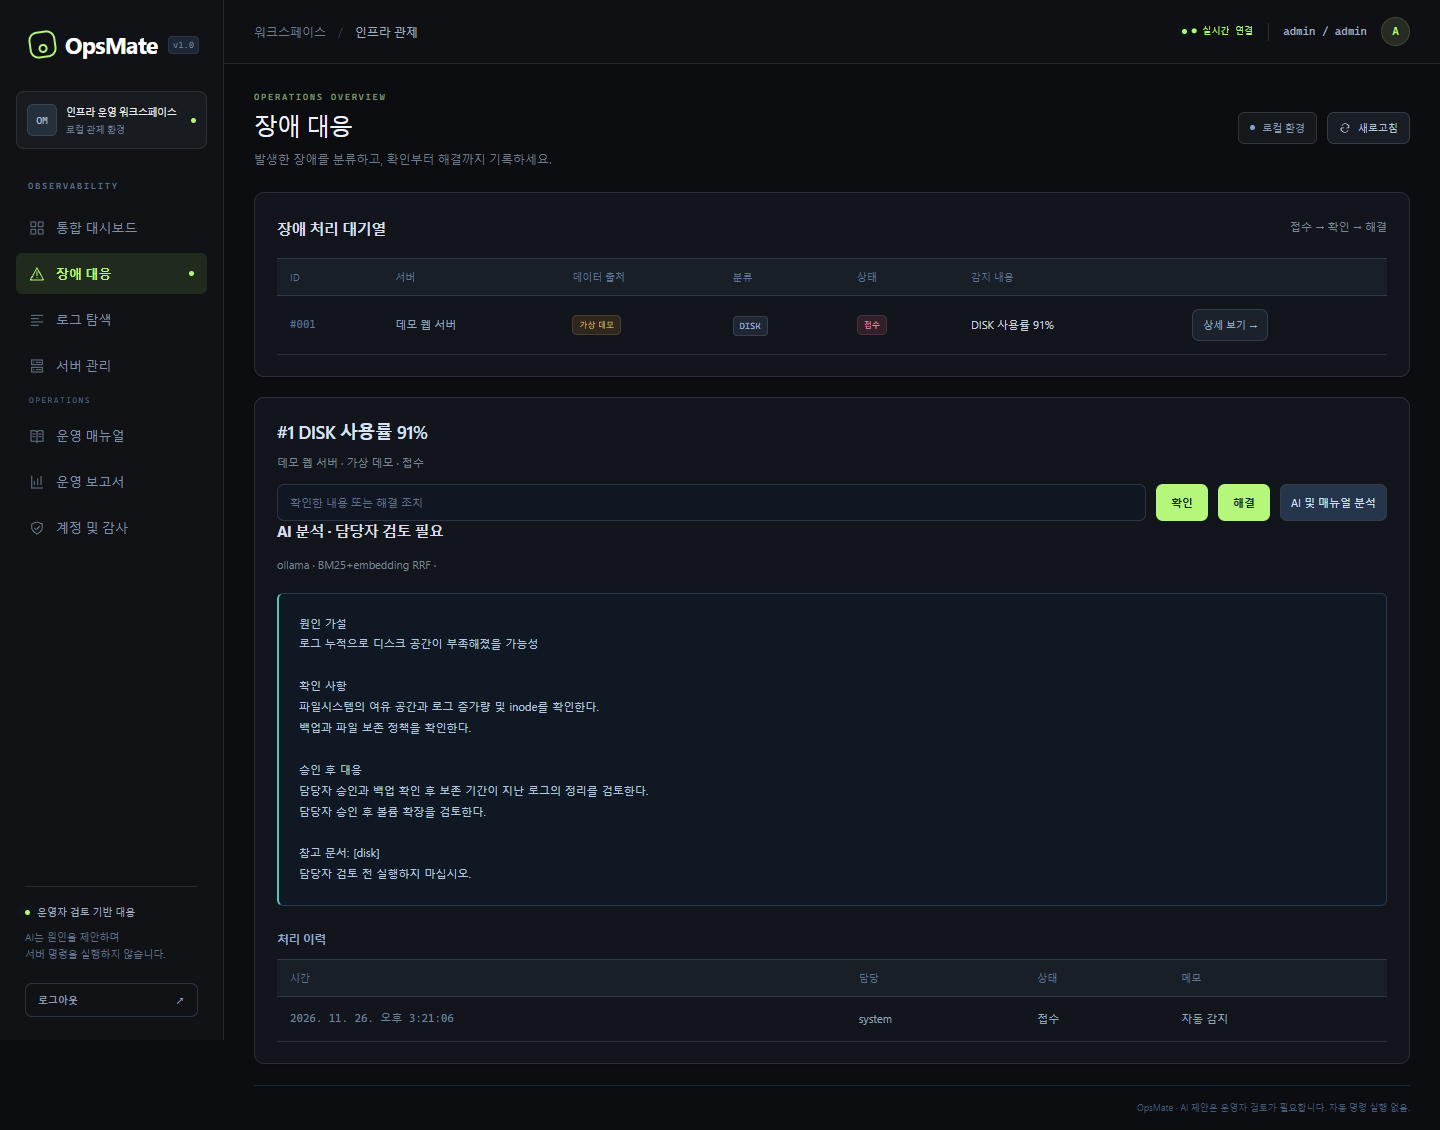 OpsMate v1.0
OM 인프라 운영 워크스페이스
로컬 관제 환경
OBSERVABILITY
통합 대시보드
장애 대응
로그 탐색
서버 관리
OPERATIONS
운영 매뉴얼
운영 보고서
계정 및 감사
운영자 검토 기반 대응
AI는 원인을 제안하며
서버 명령을 실행하지 않습니다.
로그아웃 ↗
워크스페이스 / 인프라 관제
실시간 연결
admin / admin
A
OPERATIONS OVERVIEW
장애 대응
발생한 장애를 분류하고, 확인부터 해결까지 기록하세요.
로컬 환경
새로고침
장애 처리 대기열
접수 → 확인 → 해결
ID 서버 데이터 출처 분류 상태 감지 내용
#001 데모 웹 서버 가상 데모 DISK 접수 DISK 사용률 91% 상세 보기 →
#1 DISK 사용률 91%
데모 웹 서버 · 가상 데모 · 접수
확인한 내용 또는 해결 조치
확인
해결
AI 및 매뉴얼 분석
AI 분석 · 담당자 검토 필요
ollama · BM25+embedding RRF ·
원인 가설
로그 누적으로 디스크 공간이 부족해졌을 가능성
확인 사항
파일시스템의 여유 공간과 로그 증가량 및 inode를 확인한다.
백업과 파일 보존 정책을 확인한다.
승인 후 대응
담당자 승인과 백업 확인 후 보존 기간이 지난 로그의 정리를 검토한다.
담당자 승인 후 볼륨 확장을 검토한다.
참고 문서: [disk]
담당자 검토 전 실행하지 마십시오.
처리 이력
시간 담당 상태 메모
2026. 11. 26. 오후 3:21:06 system 접수 자동 감지
OpsMate · AI 제안은 운영자 검토가 필요합니다. 자동 명령 실행 없음.